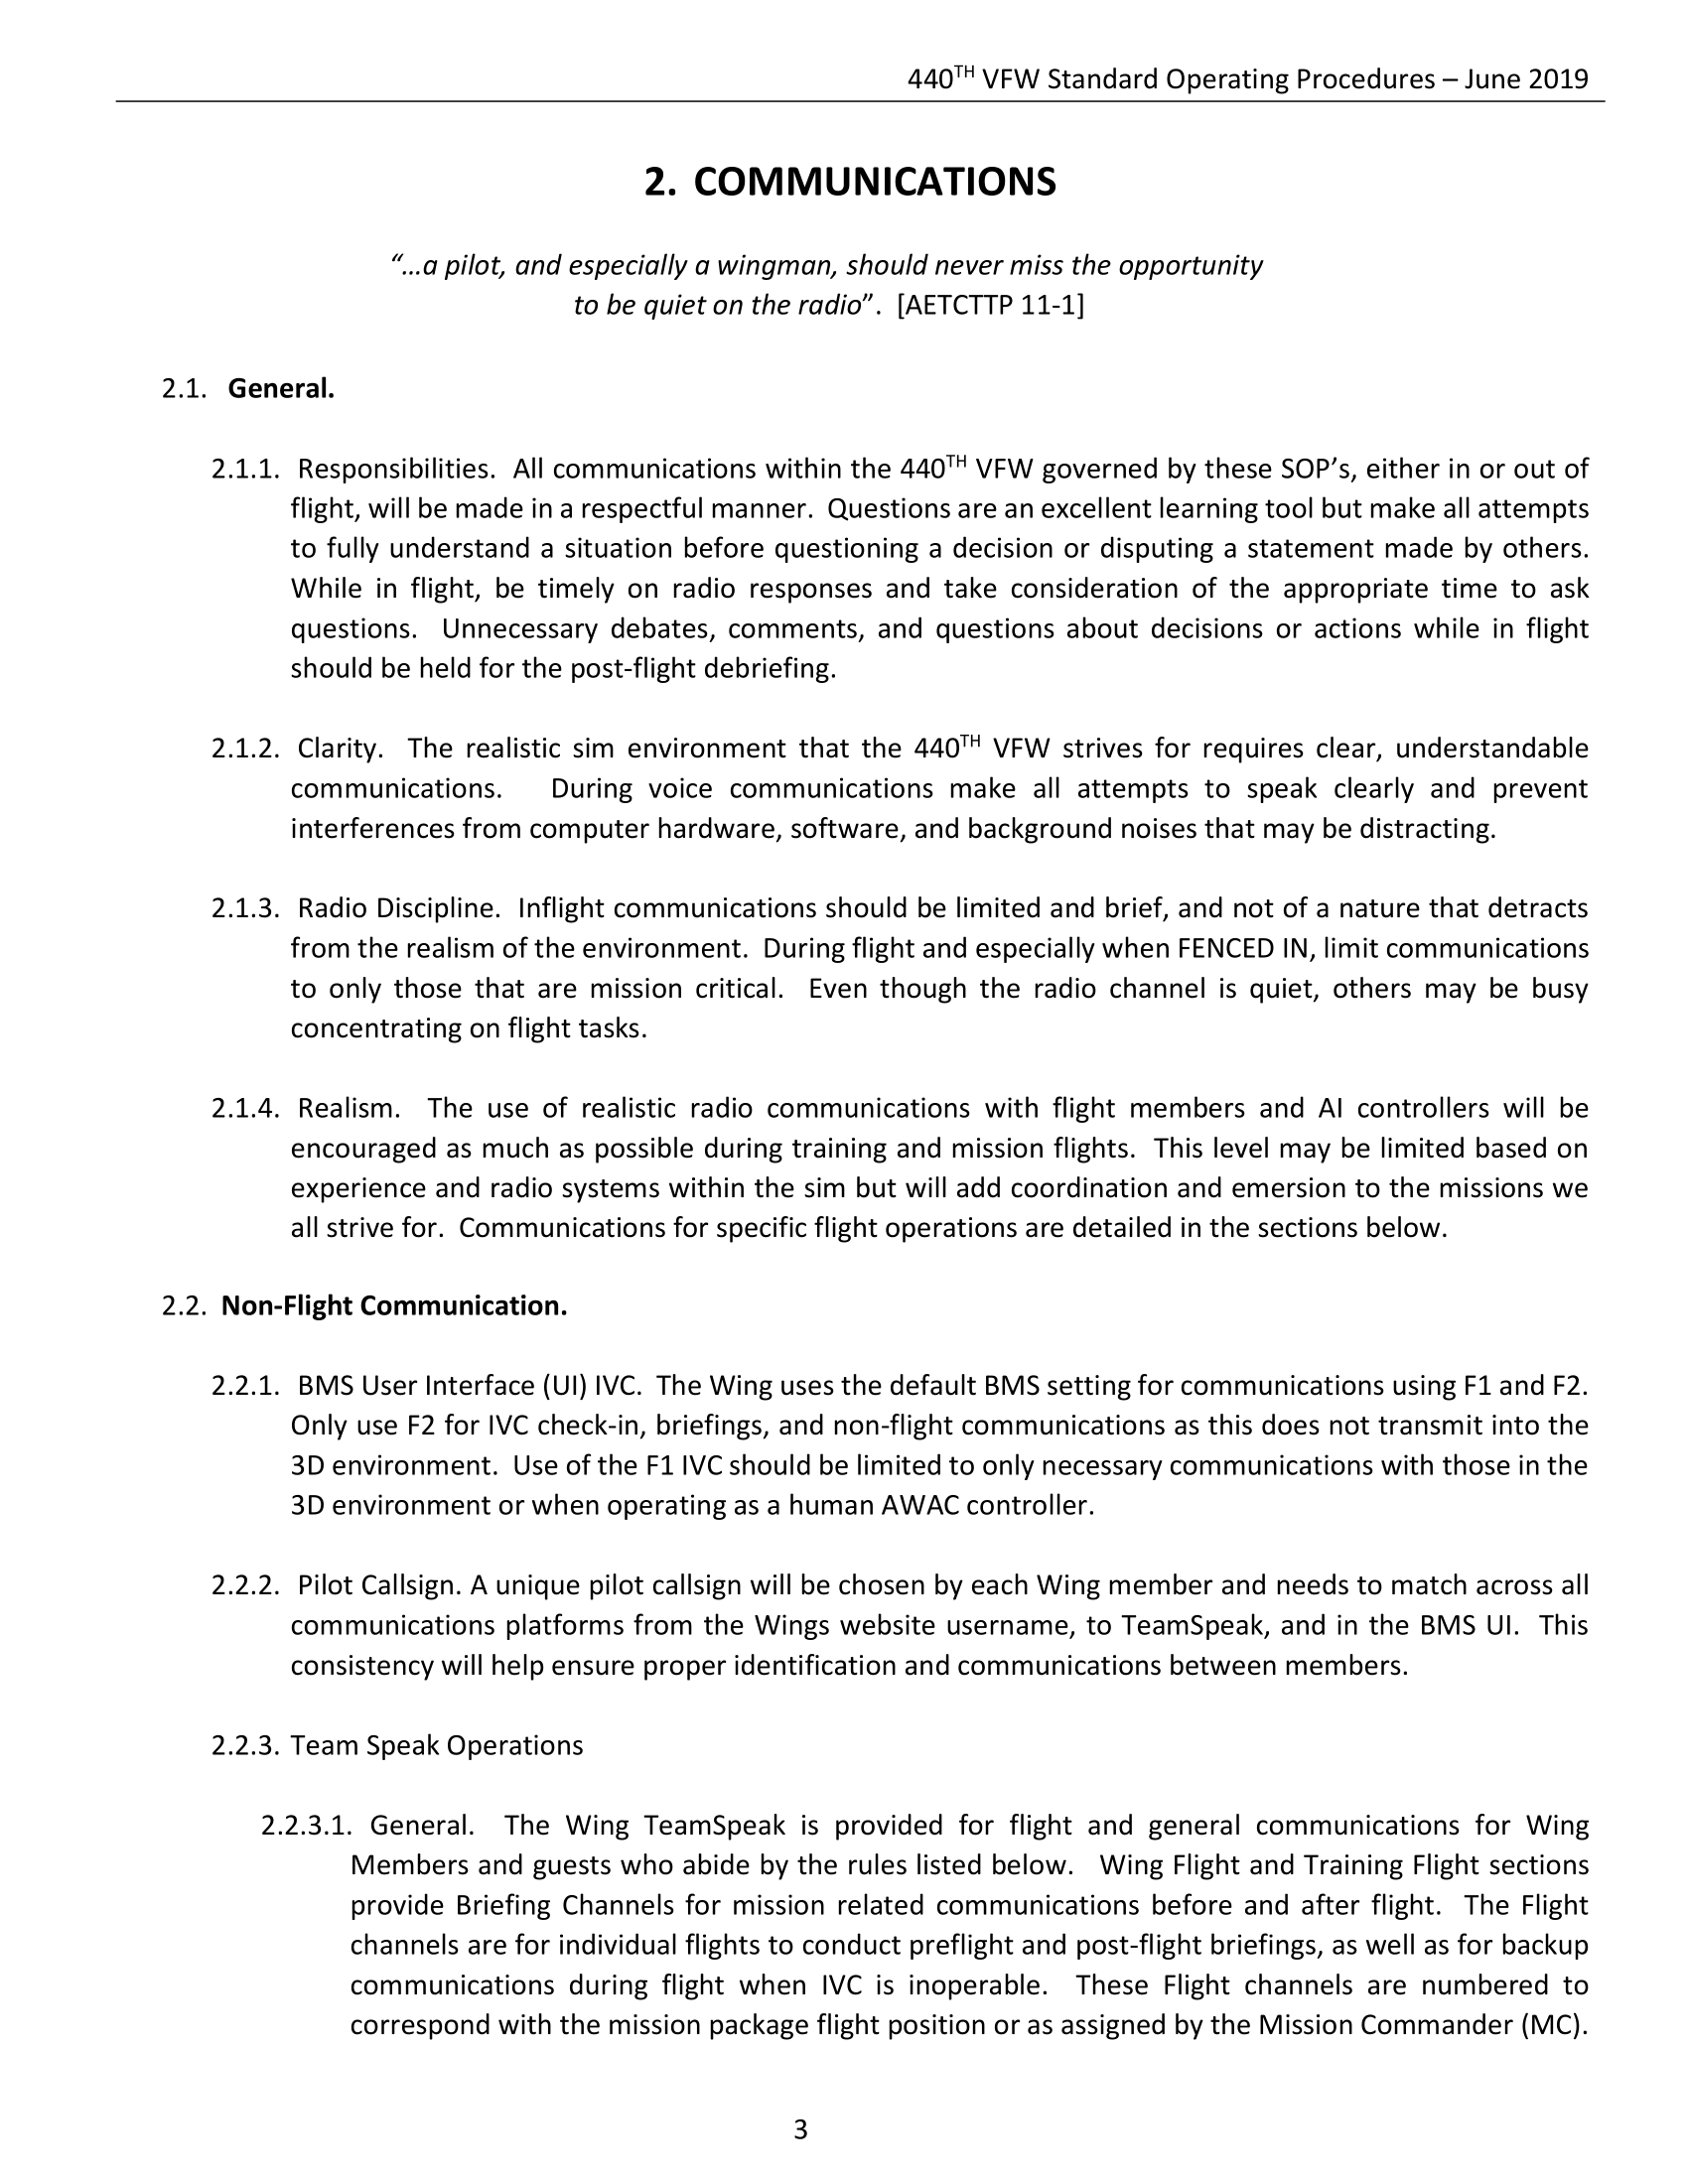 440TH VFW Standard Operating Procedures – June 2019
2. COMMUNICATIONS
“…a pilot, and especially a wingman, should never miss the opportunity
to be quiet on the radio”. [AETCTTP 11-1]
2.1. General.
2.1.1. Responsibilities. All communications within the 440TH VFW governed by these SOP’s, either in or out of
flight, will be made in a respectful manner. Questions are an excellent learning tool but make all attempts
to fully understand a situation before questioning a decision or disputing a statement made by others.
While in flight, be timely on radio responses and take consideration of the appropriate time to ask
questions. Unnecessary debates, comments, and questions about decisions or actions while in flight
should be held for the post-flight debriefing.
2.1.2. Clarity. The realistic sim environment that the 440TH VFW strives for requires clear, understandable
communications. During voice communications make all attempts to speak clearly and prevent
interferences from computer hardware, software, and background noises that may be distracting.
2.1.3. Radio Discipline. Inflight communications should be limited and brief, and not of a nature that detracts
from the realism of the environment. During flight and especially when FENCED IN, limit communications
to only those that are mission critical. Even though the radio channel is quiet, others may be busy
concentrating on flight tasks.
2.1.4. Realism. The use of realistic radio communications with flight members and AI controllers will be
encouraged as much as possible during training and mission flights. This level may be limited based on
experience and radio systems within the sim but will add coordination and emersion to the missions we
all strive for. Communications for specific flight operations are detailed in the sections below.
2.2. Non-Flight Communication.
2.2.1. BMS User Interface (UI) IVC. The Wing uses the default BMS setting for communications using F1 and F2.
Only use F2 for IVC check-in, briefings, and non-flight communications as this does not transmit into the
3D environment. Use of the F1 IVC should be limited to only necessary communications with those in the
3D environment or when operating as a human AWAC controller.
2.2.2. Pilot Callsign. A unique pilot callsign will be chosen by each Wing member and needs to match across all
communications platforms from the Wings website username, to TeamSpeak, and in the BMS UI. This
consistency will help ensure proper identification and communications between members.
2.2.3. Team Speak Operations
2.2.3.1. General. The Wing TeamSpeak is provided for flight and general communications for Wing
Members and guests who abide by the rules listed below. Wing Flight and Training Flight sections
provide Briefing Channels for mission related communications before and after flight. The Flight
channels are for individual flights to conduct preflight and post-flight briefings, as well as for backup
communications during flight when IVC is inoperable. These Flight channels are numbered to
correspond with the mission package flight position or as assigned by the Mission Commander (MC).
3